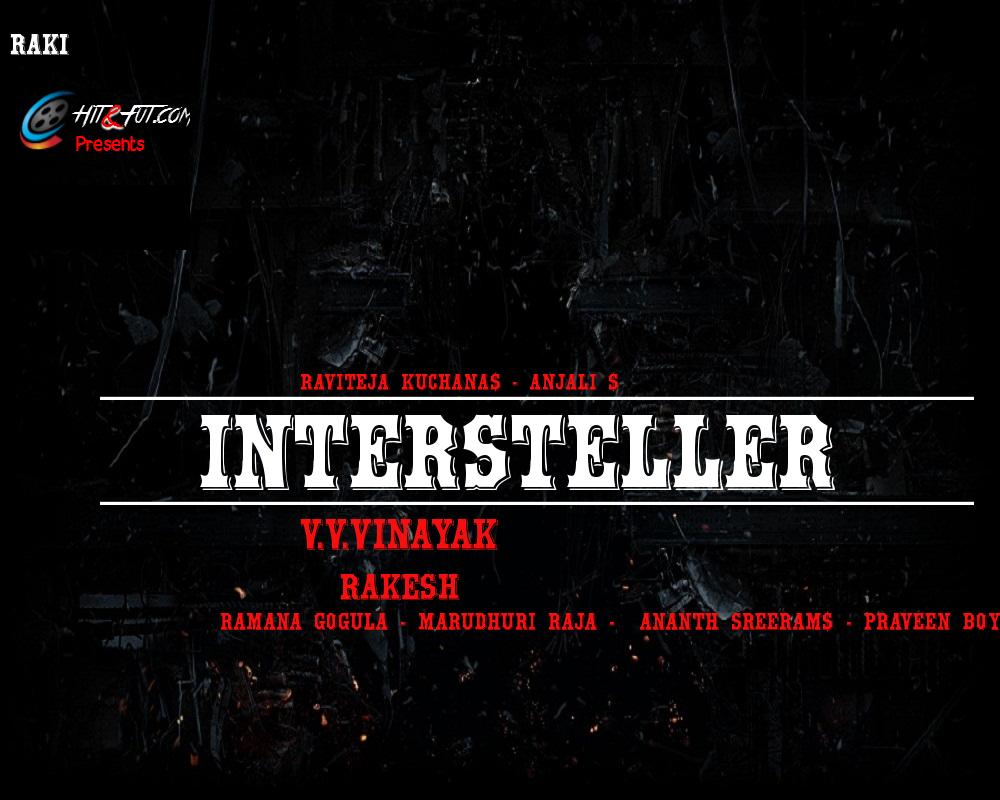 RAKI
HIT&FUT.COM
Presents
RAVITEJA KUCHANA$ - ANJALI $
INTERSTELLER
V.V.VINAYAK
RAKESH
RAMANA GOGULA - MARUDHURI RAJA - ANANTH SREERAM$ - PRAVEEN BOY